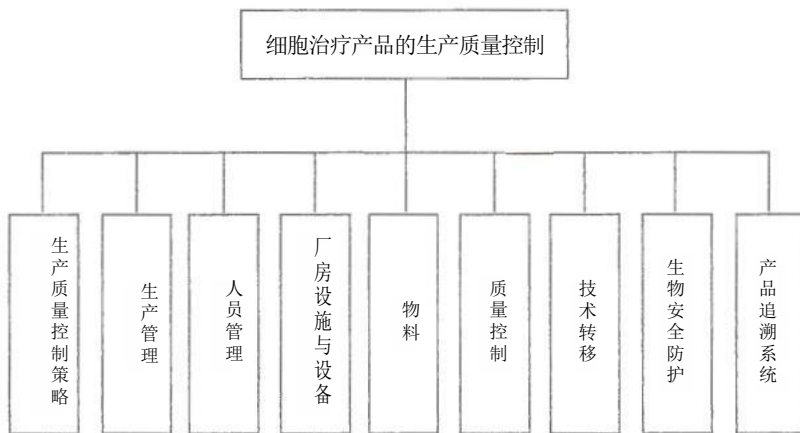 细胞治疗产品的生产质量控制
生产质量控制策略
生产管理
人员管理
厂房设施与设备
物料
质量控制
技术转移
生物安全防护
产品追溯系统